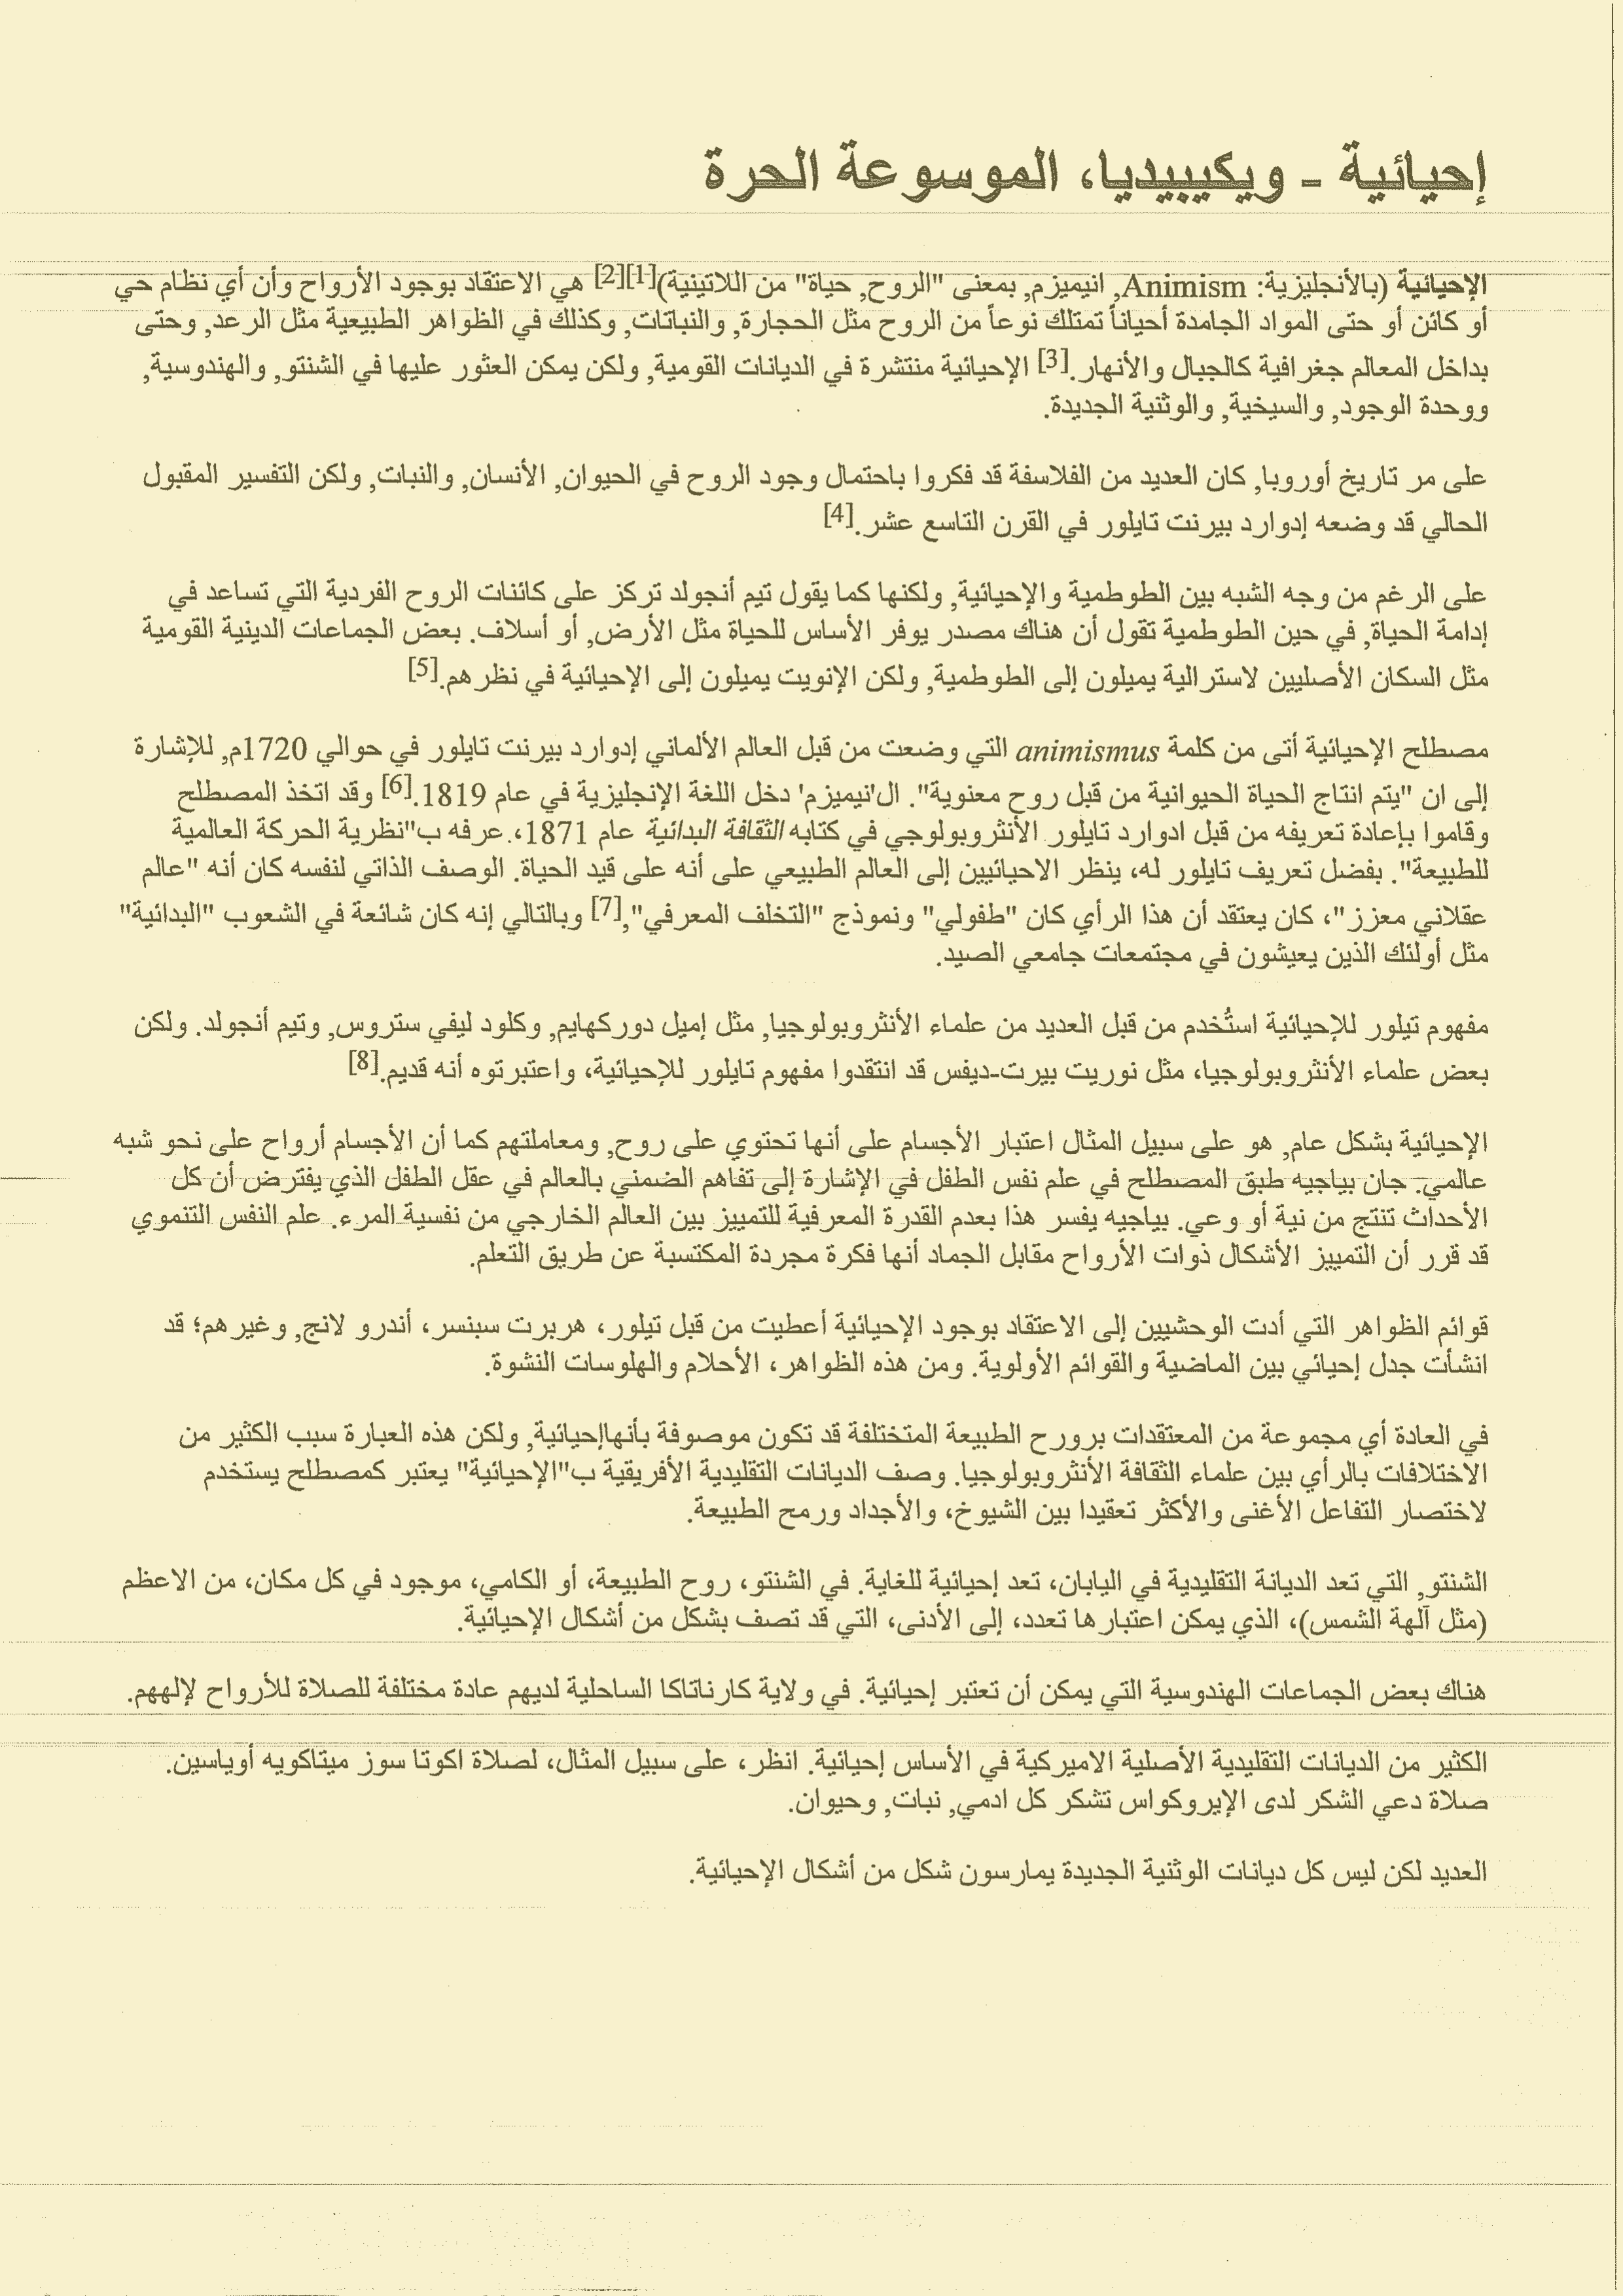 إحيائية - ويكيبيديا، الموسوعة الحرة
الإحيائية (بالأنجليزية: Animism, انيميزم, بمعنى "الروح, حياة" من اللاتينية)[1][2] هي الاعتقاد بوجود الأرواح وأن أي نظام حي
أو كائن أو حتى المواد الجامدة أحياناً تمتلك نوعاً من الروح مثل الحجارة, والنباتات, وكذلك في الظواهر الطبيعية مثل الرعد, وحتى
بداخل المعالم جغرافية كالجبال والأنهار.[3] الإحيائية منتشرة في الديانات القومية, ولكن يمكن العثور عليها في الشنتو, والهندوسية,
ووحدة الوجود, والسيخية, والوثنية الجديدة.
على مر تاريخ أوروبا, كان العديد من الفلاسفة قد فكروا باحتمال وجود الروح في الحيوان, الأنسان, والنبات, ولكن التفسير المقبول
الحالي قد وضعه إدوارد بيرنت تايلور في القرن التاسع عشر.[4]
على الرغم من وجه الشبه بين الطوطمية والإحيائية, ولكنها كما يقول تيم أنجولد تركز على كائنات الروح الفردية التي تساعد في
إدامة الحياة, في حين الطوطمية تقول أن هناك مصدر يوفر الأساس للحياة مثل الأرض, أو أسلاف. بعض الجماعات الدينية القومية
مثل السكان الأصليين لاسترالية يميلون إلى الطوطمية, ولكن الإنويت يميلون إلى الإحيائية في نظرهم.[5]
مصطلح الإحيائية أتى من كلمة animismus التي وضعت من قبل العالم الألماني إدوارد بيرنت تايلور في حوالي 1720م, للإشارة
إلى ان "يتم انتاج الحياة الحيوانية من قبل روح معنوية". ال'نيميزم' دخل اللغة الإنجليزية في عام 1819.[6] وقد اتخذ المصطلح
وقاموا بإعادة تعريفه من قبل ادوارد تايلور الأنثروبولوجي في كتابه الثقافة البدائية عام 1871،. عرفه ب"نظرية الحركة العالمية
للطبيعة". بفضل تعريف تايلور له، ينظر الاحيائيين إلى العالم الطبيعي على أنه على قيد الحياة. الوصف الذاتي لنفسه كان أنه "عالم
عقلاني معزز"، كان يعتقد أن هذا الرأي كان "طفولي" ونموذج "التخلف المعرفي",[7] وبالتالي إنه كان شائعة في الشعوب "البدائية"
مثل أولئك الذين يعيشون في مجتمعات جامعي الصيد.
مفهوم تيلور للإحيائية استُخدم من قبل العديد من علماء الأنثروبولوجيا, مثل إميل دوركهايم, وكلود ليفي ستروس, وتيم أنجولد. ولكن
بعض علماء الأنثروبولوجيا، مثل نوريت بيرت-ديفس قد انتقدوا مفهوم تايلور للإحيائية، واعتبرتوه أنه قديم.[8]
الإحيائية بشكل عام, هو على سبيل المثال اعتبار الأجسام على أنها تحتوي على روح, ومعاملتهم كما أن الأجسام أرواح على نحو شبه
عالمي. جان بياجيه طبق المصطلح في علم نفس الطفل في الإشارة إلى تفاهم الضمني بالعالم في عقل الطفل الذي يفترض أن كل
الأحداث تنتج من نية أو وعي. بياجيه يفسر هذا بعدم القدرة المعرفية للتمييز بين العالم الخارجي من نفسية المرء. علم النفس التنموي
قد قرر أن التمييز الأشكال ذوات الأرواح مقابل الجماد أنها فكرة مجردة المكتسبة عن طريق التعلم.
قوائم الظواهر التي أدت الوحشيين إلى الاعتقاد بوجود الإحيائية أعطيت من قبل تيلور، هربرت سبنسر، أندرو لانج, وغيرهم؛ قد
انشأت جدل إحيائي بين الماضية والقوائم الأولوية. ومن هذه الظواهر، الأحلام والهلوسات النشوة.
في العادة أي مجموعة من المعتقدات برورح الطبيعة المتختلفة قد تكون موصوفة بأنهاإحيائية, ولكن هذه العبارة سبب الكثير من
الاختلافات بالرأي بين علماء الثقافة الأنثروبولوجيا. وصف الديانات التقليدية الأفريقية ب"الإحيائية" يعتبر كمصطلح يستخدم
لاختصار التفاعل الأغنى والأكثر تعقيدا بين الشيوخ، والأجداد ورمح الطبيعة.
الشنتو, التي تعد الديانة التقليدية في اليابان، تعد إحيائية للغاية. في الشنتو، روح الطبيعة، أو الكامي، موجود في كل مكان، من الاعظم
(مثل آلهة الشمس)، الذي يمكن اعتبارها تعدد، إلى الأدنى، التي قد تصف بشكل من أشكال الإحيائية.
هناك بعض الجماعات الهندوسية التي يمكن أن تعتبر إحيائية. في ولاية كارناتاكا الساحلية لديهم عادة مختلفة للصلاة للأرواح لإلههم.
الكثير من الديانات التقليدية الأصلية الاميركية في الأساس إحيائية. انظر، على سبيل المثال، لصلاة اكوتا سوز ميتاكويه أوياسين.
صلاة دعي الشكر لدى الإيروكواس تشكر كل ادمي, نبات, وحيوان.
العديد لكن ليس كل ديانات الوثنية الجديدة يمارسون شكل من أشكال الإحيائية.